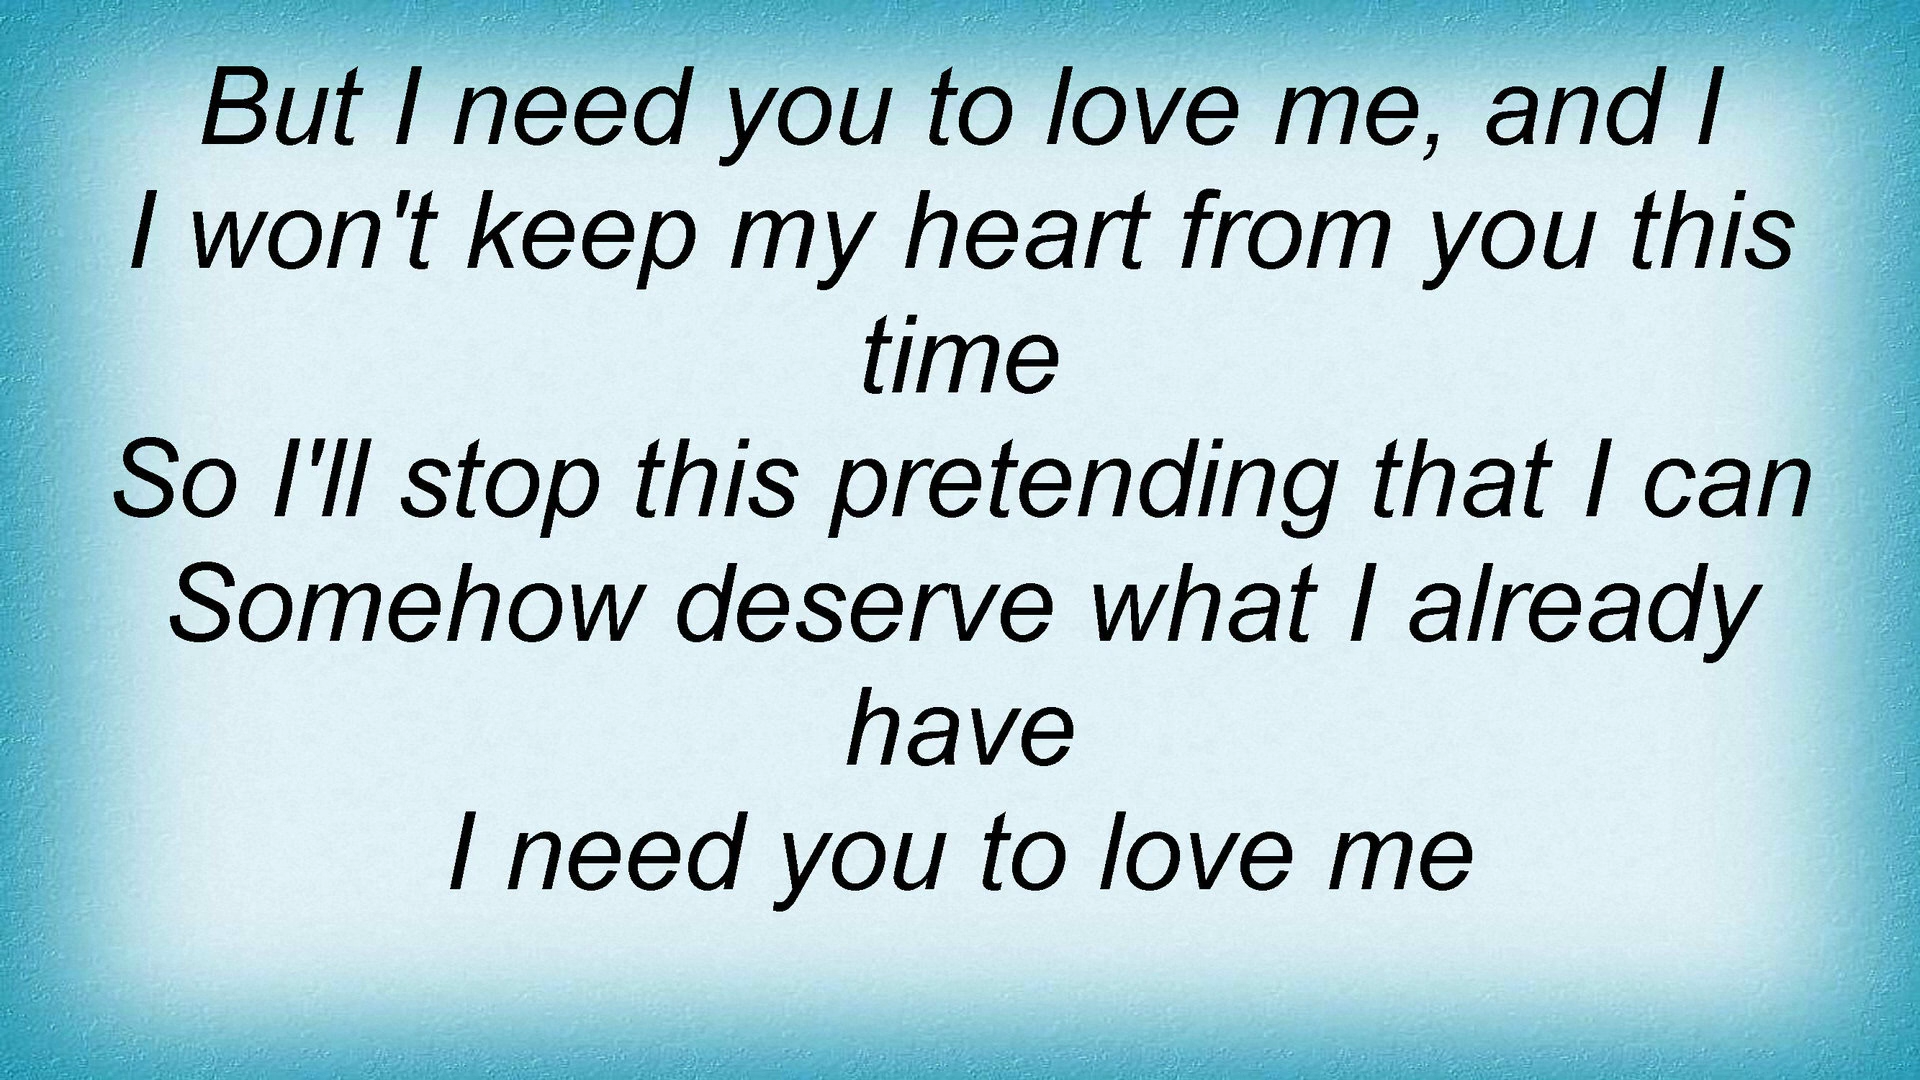 But I need you to love me, and I
I won't keep my heart from you this
time
So I'll stop this pretending that I can
Somehow deserve what I already
have
I need you to love me